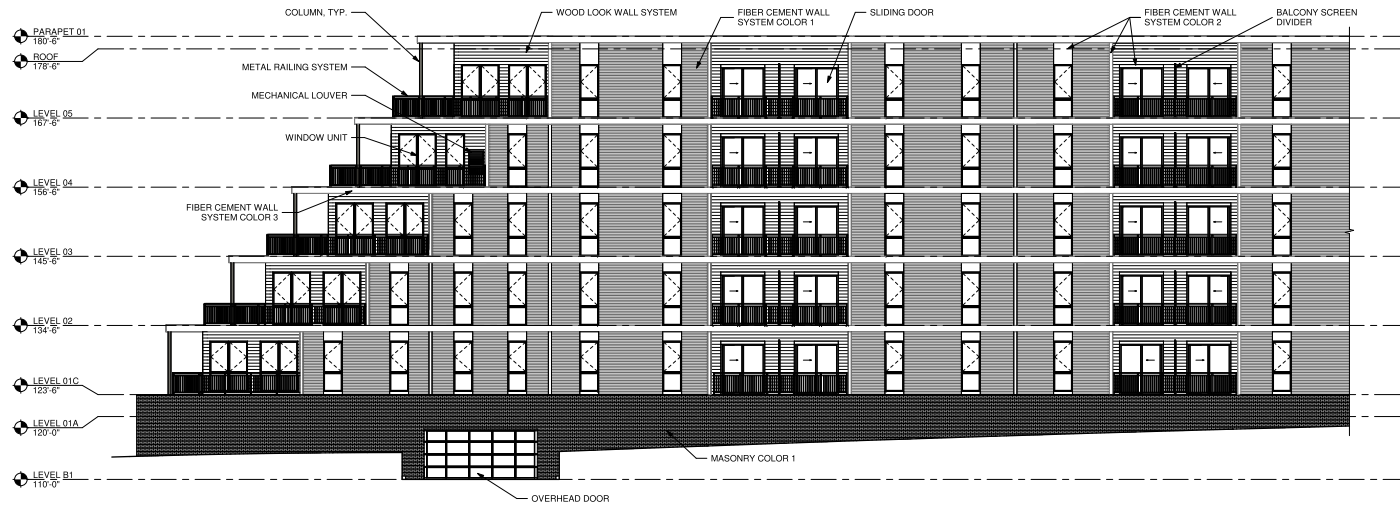 COLUMN, TYP.
WOOD LOOK WALL SYSTEM
FIBER CEMENT WALL
SYSTEM COLOR 1
SLIDING DOOR
FIBER CEMENT WALL
SYSTEM COLOR 2
BALCONY SCREEN
DIVIDER
PARAPET 01
180'-6"
ROOF
178'-6"
METAL RAILING SYSTEM
MECHANICAL LOUVER
LEVEL 05
167'-6"
WINDOW UNIT
LEVEL 04
156'-6"
FIBER CEMENT WALL
SYSTEM COLOR 3
LEVEL 03
145'-6"
LEVEL 02
134'-6"
LEVEL 01C
123'-6"
LEVEL 01A
120'-0"
MASONRY COLOR 1
LEVEL B1
110'-0"
OVERHEAD DOOR